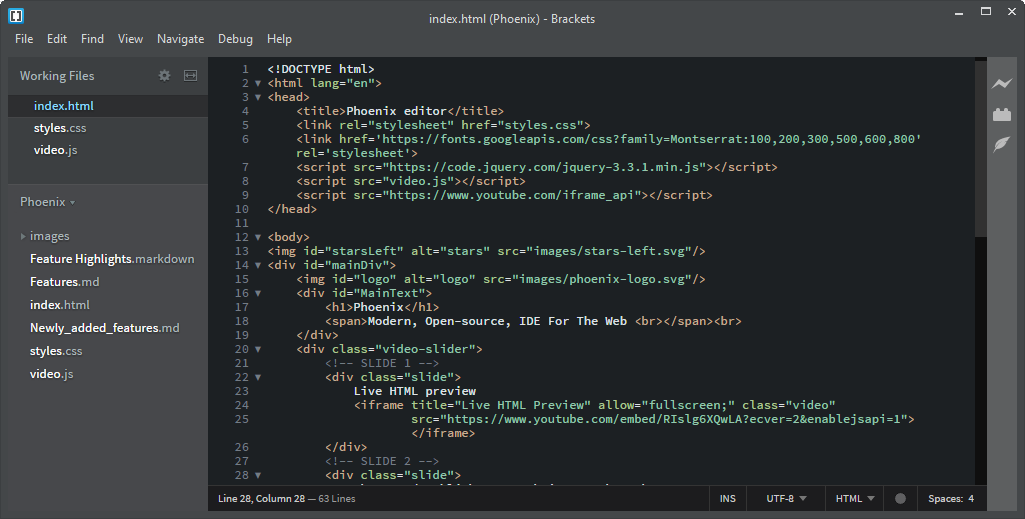 index.html (Phoenix) - Brackets
File Edit Find View Navigate Debug Help
Working Files
index.html
styles.css
video.js
Phoenix
images
Feature Highlights.markdown
Features.md
index.html
Newly_added_features.md
styles.css
video.js
1 <!DOCTYPE html>
2 <html lang="en">
3 <head>
4 <title>Phoenix editor</title>
5 <link rel="stylesheet" href="styles.css">
6 <link href='https://fonts.googleapis.com/css?family=Montserrat:100,200,300,500,600,800'
rel='stylesheet'>
7 <script src="https://code.jquery.com/jquery-3.3.1.min.js"></script>
8 <script src="video.js"></script>
9 <script src="https://www.youtube.com/iframe_api"></script>
10 </head>
11
12 <body>
13 <img id="starsLeft" alt="stars" src="images/stars-left.svg"/>
14 <div id="mainDiv">
15 <img id="logo" alt="logo" src="images/phoenix-logo.svg"/>
16 <div id="MainText">
17 <h1>Phoenix</h1>
18 <span>Modern, Open-source, IDE For The Web <br></span><br>
19 </div>
20 <div class="video-slider">
21 <!-- SLIDE 1 -->
22 <div class="slide">
23 Live HTML preview
24 <iframe title="Live HTML Preview" allow="fullscreen;" class="video"
25 src="https://www.youtube.com/embed/RIslg6XQwLA?ecver=2&enablejsapi=1">
</iframe>
26 </div>
27 <!-- SLIDE 2 -->
28 <div class="slide">
Line 28, Column 28 — 63 Lines INS UTF-8 HTML Spaces: 4